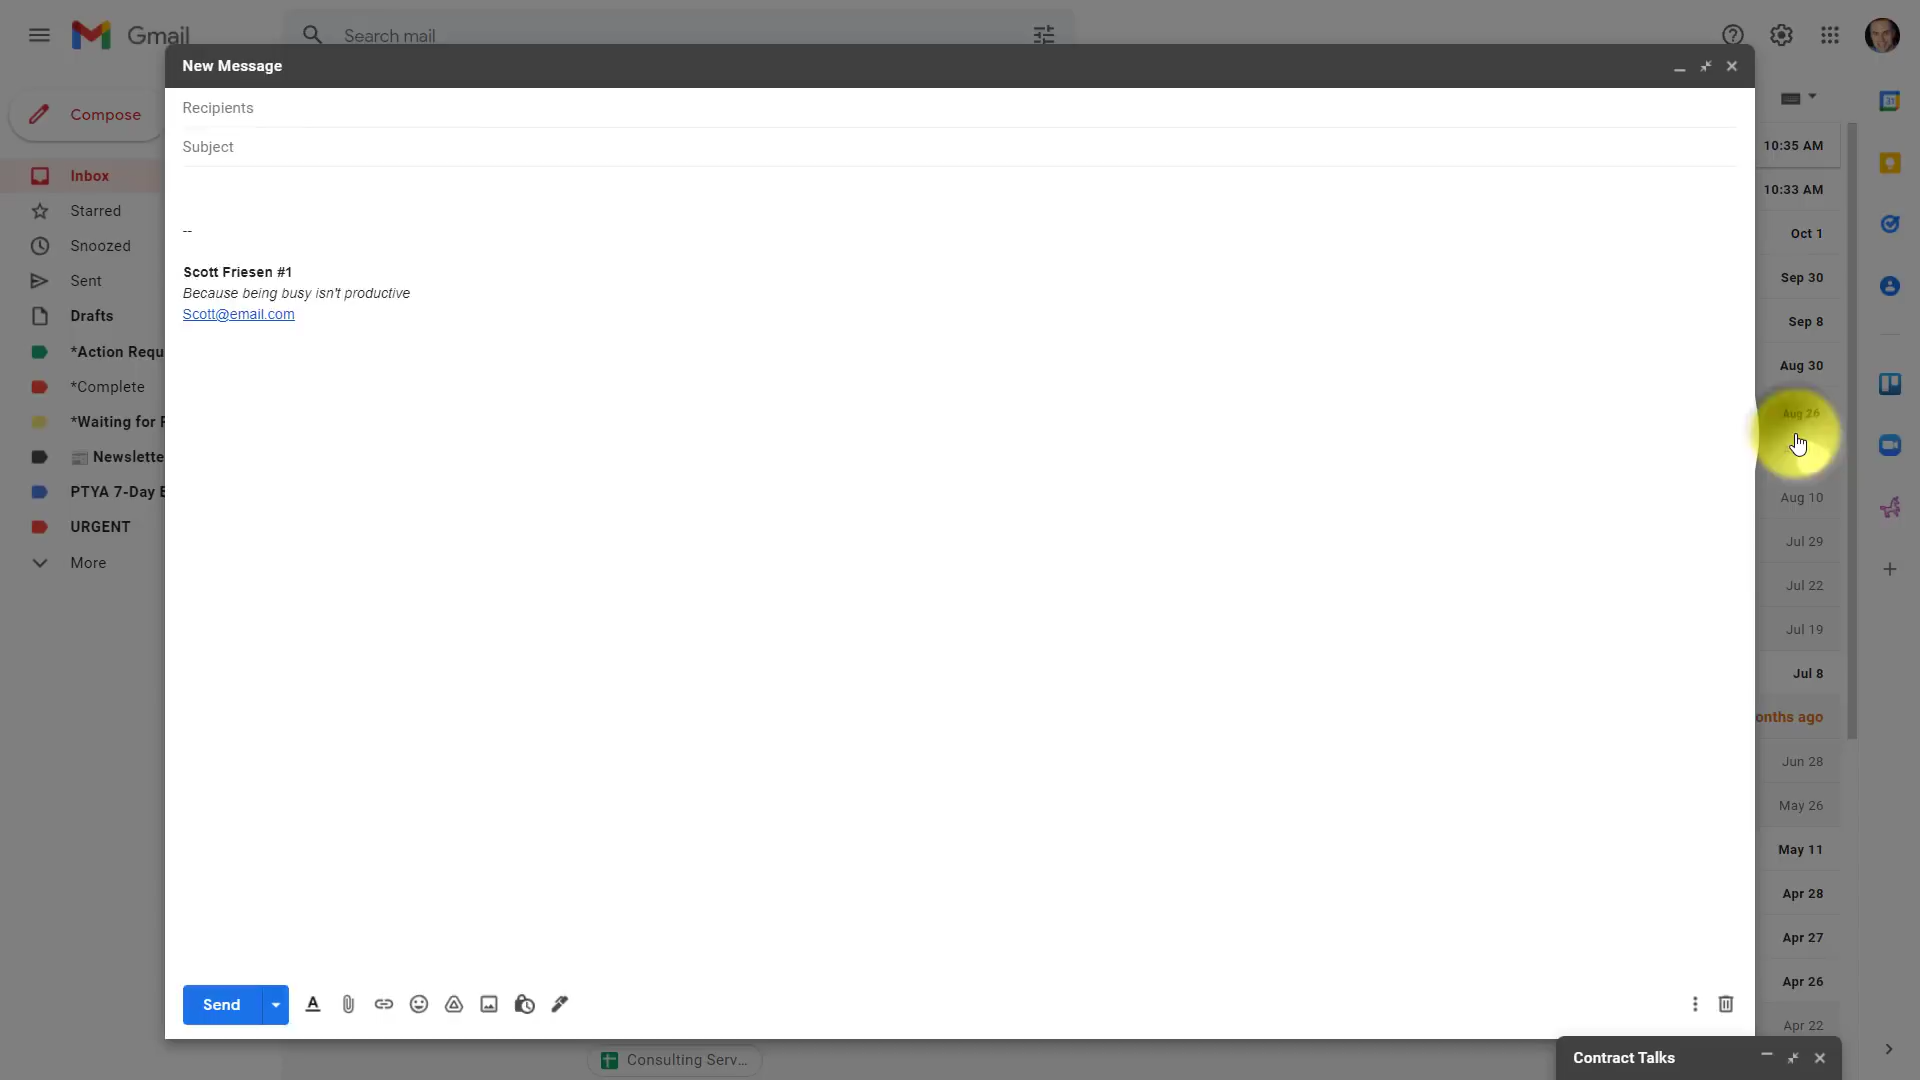 Gmail
Search mail
New Message
Compose
Recipients
Subject
Inbox
Starred
Snoozed
Sent
Drafts
*Action Requ
*Complete
*Waiting for
Newslette
PTYA 7-Day
URGENT
More
--
Scott Friesen #1
Because being busy isn't productive
Scott@email.com
10:35 AM
10:33 AM
Oct 1
Sep 30
Sep 8
Aug 30
Aug 26
Aug 10
Jul 29
Jul 22
Jul 19
Jul 8
onths ago
Jun 28
May 26
May 11
Apr 28
Apr 27
Apr 26
Apr 22
31
Send
Consulting Serv...
Contract Talks